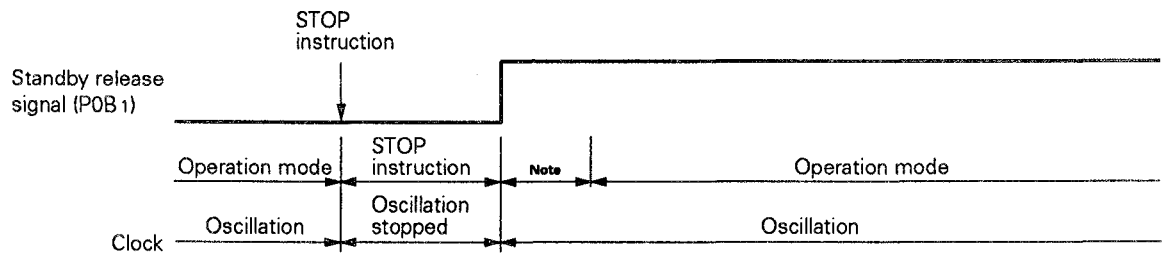 STOP
instruction
Standby release
signal (P0B1)
STOP
Operation mode instruction Note Operation mode
Oscillation
Oscillation stopped Oscillation
Clock